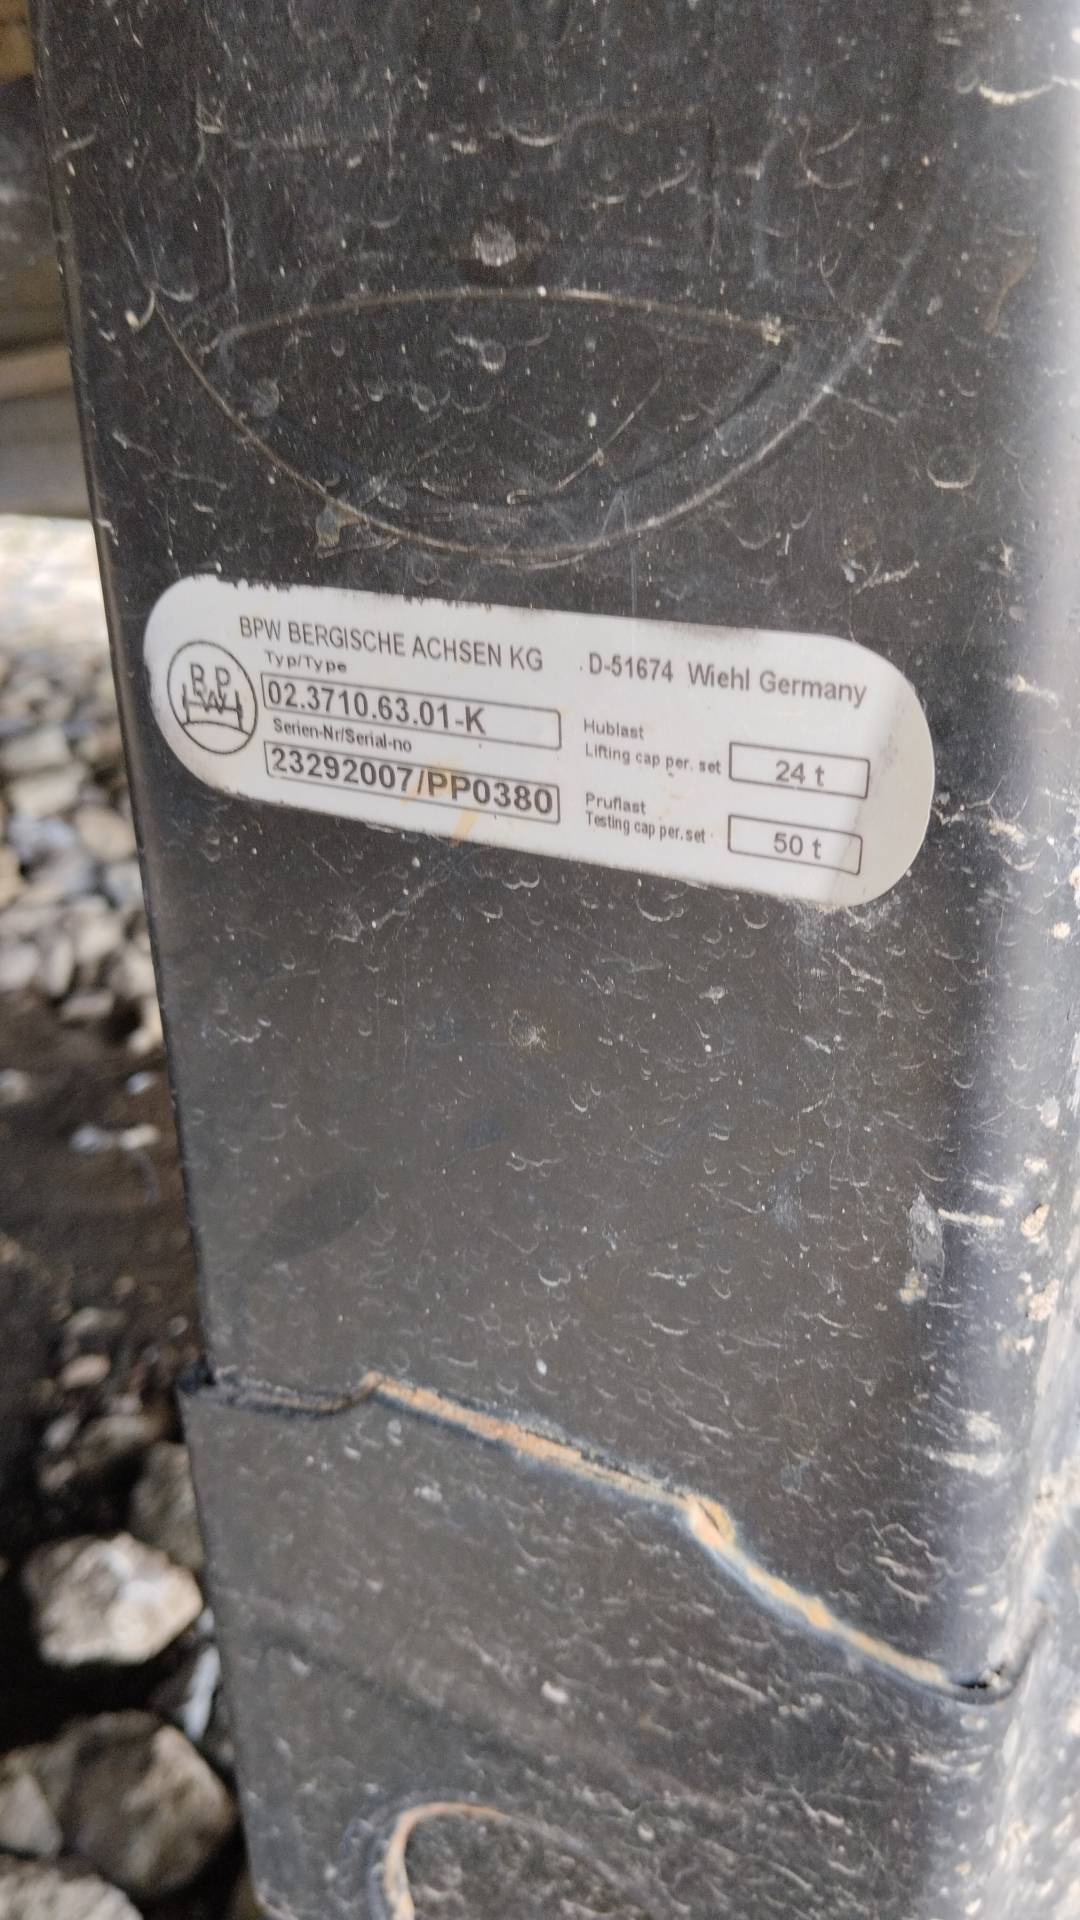 BPW BERGISCHE ACHSEN KG . D-51674 Wiehl Germany
BPW
Typ/Type
02.3710.63.01-K
Serien-Nr/Serial-no
23292007/PP0380
Hublast
Lifting cap per. set 24 t
Pruflast
Testing cap per.set 50 t